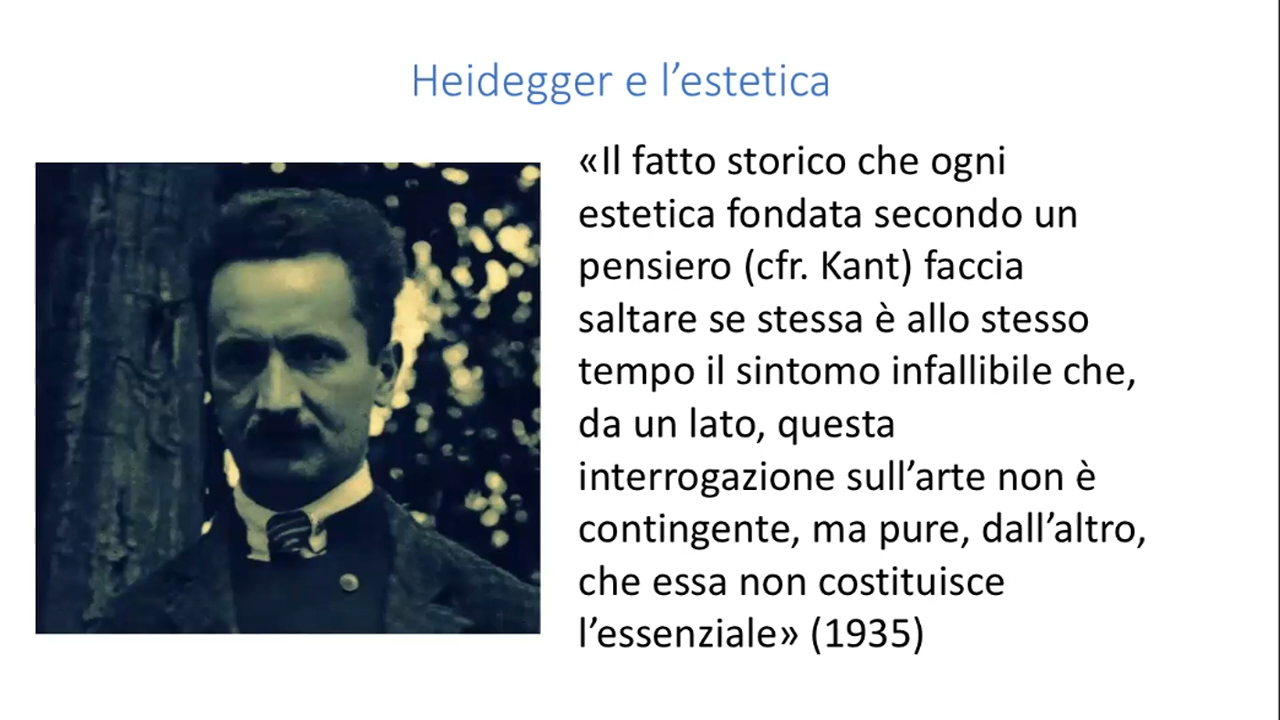 Heidegger e l’estetica
«Il fatto storico che ogni
estetica fondata secondo un
pensiero (cfr. Kant) faccia
saltare se stessa è allo stesso
tempo il sintomo infallibile che,
da un lato, questa
interrogazione sull’arte non è
contingente, ma pure, dall’altro,
che essa non costituisce
l’essenziale» (1935)